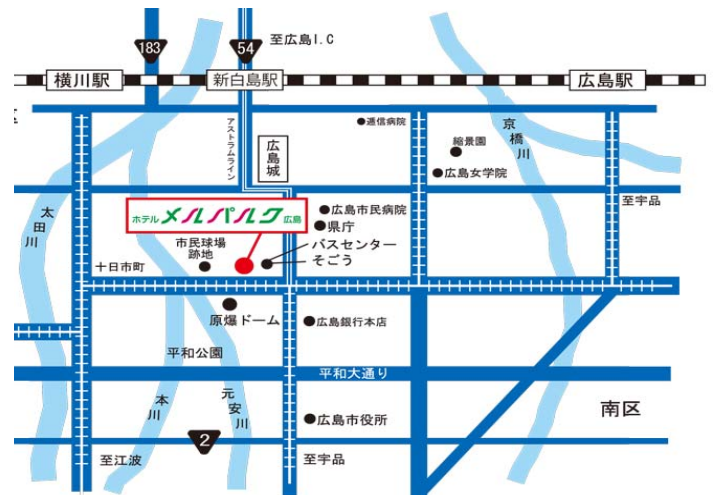 183
54
至広島I.C
横川駅
新白島駅
広島駅
アストラムライン
広島城
逓信病院
縮景園
京橋川
広島女学院
至宇品
太田川
ホテル メルパルク 広島
広島市民病院
県庁
市民球場
跡地
バスセンター
そごう
十日市町
原爆ドーム
広島銀行本店
平和公園
平和大通り
本川
元安川
広島市役所
南区
2
至江波
至宇品